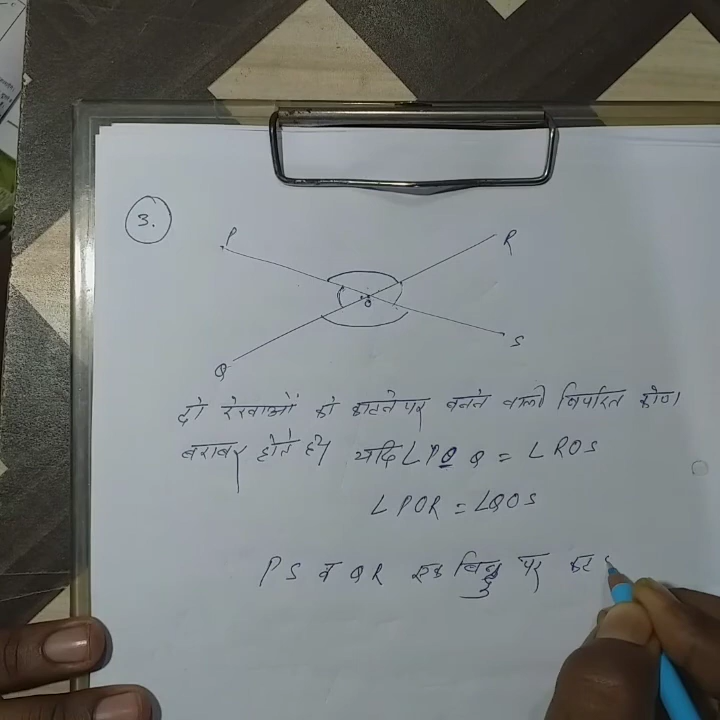 3.
P
R
O
Q
S
दो रेखाओं को काटने पर बनने वाली विपरित कोण
बराबर होते है। यदि ∠POQ = ∠ROS
∠POR = ∠QOS
PS व QR एक बिन्दु पर कट